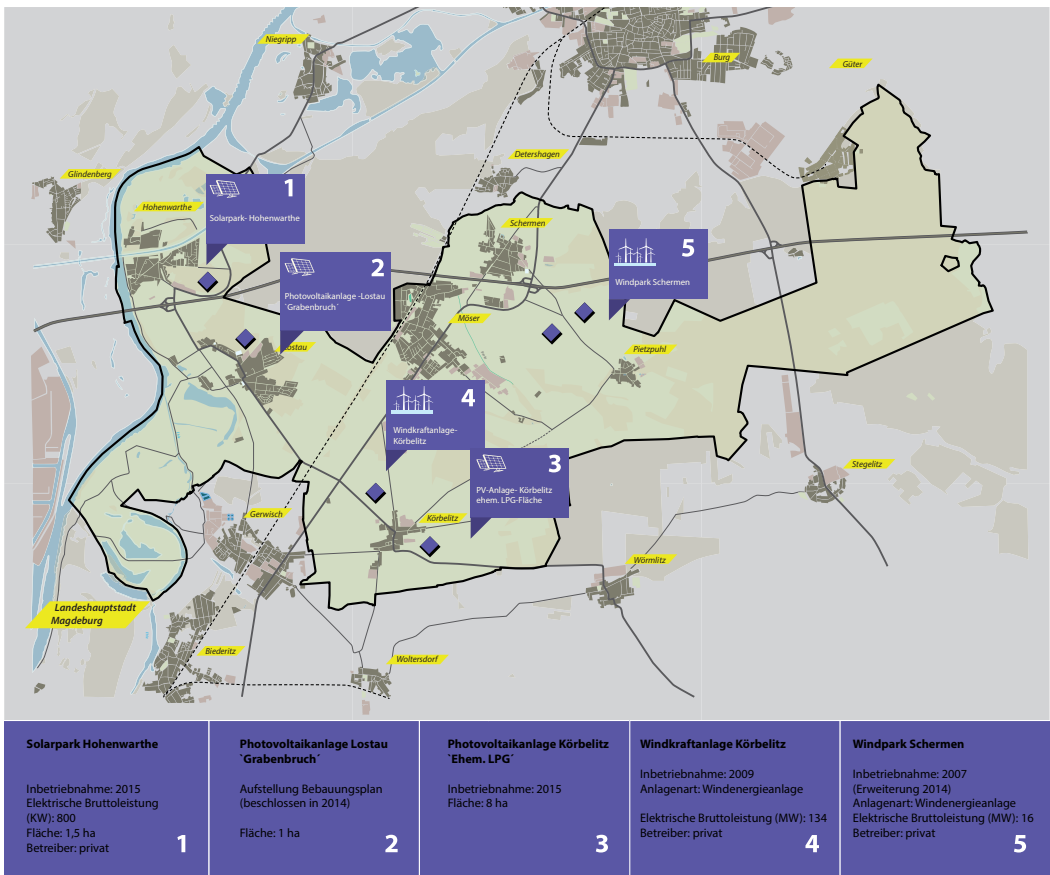 Niegripp
Burg
Güter
Detershagen
Glindenberg
Hohenwarthe
1
Solarpark- Hohenwarthe
Schermen
2
Photovoltaikanlage -Lostau
`Grabenbruch´
5
Windpark Schermen
Möser
Lostau
Pietzpuhl
4
Windkraftanlage-
Körbelitz
3
PV-Anlage- Körbelitz
ehem. LPG-Fläche
Stegelitz
Gerwisch
Körbelitz
Wörmlitz
Landeshauptstadt
Magdeburg
Biederitz
Woltersdorf
Solarpark Hohenwarthe
Inbetriebnahme: 2015
Elektrische Bruttoleistung
(KW): 800
Fläche: 1,5 ha
Betreiber: privat
1
Photovoltaikanlage Lostau
`Grabenbruch´
Aufstellung Bebauungsplan
(beschlossen in 2014)
Fläche: 1 ha
2
Photovoltaikanlage Körbelitz
`Ehem. LPG´
Inbetriebnahme: 2015
Fläche: 8 ha
3
Windkraftanlage Körbelitz
Inbetriebnahme: 2009
Anlagenart: Windenergieanlage
Elektrische Bruttoleistung (MW): 134
Betreiber: privat
4
Windpark Schermen
Inbetriebnahme: 2007
(Erweiterung 2014)
Anlagenart: Windenergieanlage
Elektrische Bruttoleistung (MW): 16
Betreiber: privat
5